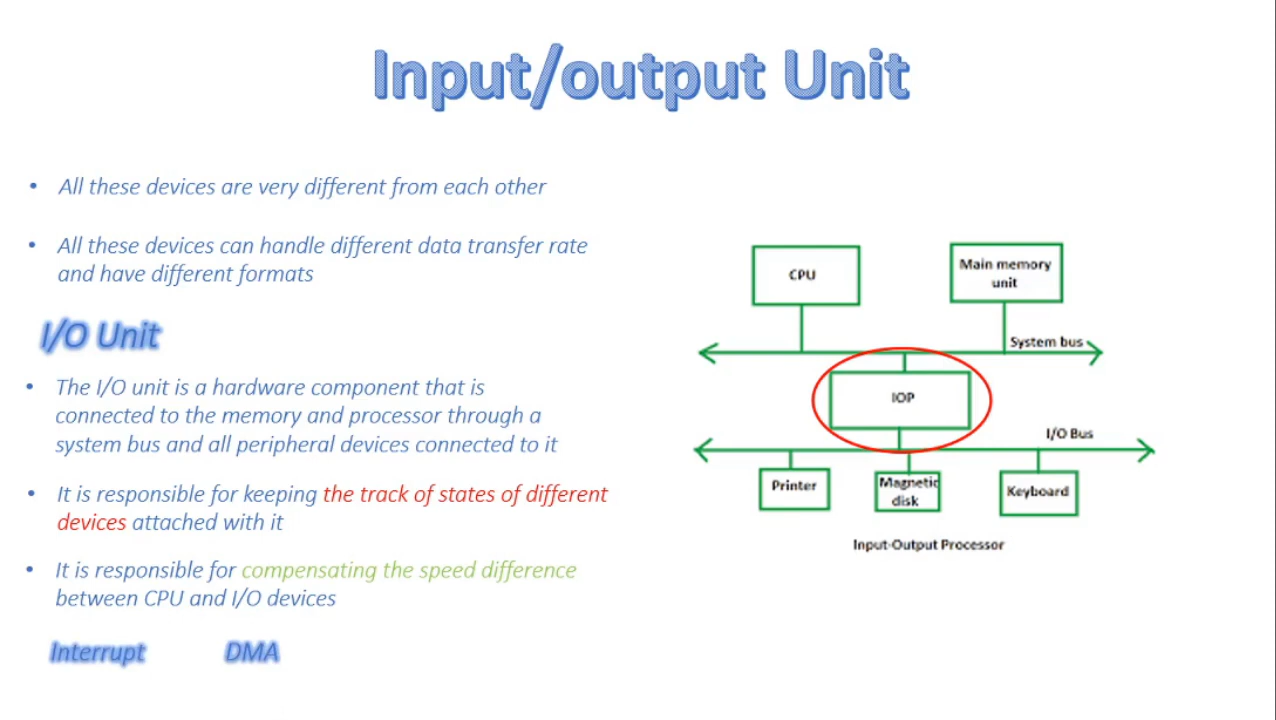 Input/output Unit
• All these devices are very different from each other
• All these devices can handle different data transfer rate
and have different formats
I/O Unit
• The I/O unit is a hardware component that is
connected to the memory and processor through a
system bus and all peripheral devices connected to it
• It is responsible for keeping the track of states of different
devices attached with it
• It is responsible for compensating the speed difference
between CPU and I/O devices
Interrupt
DMA
CPU
Main memory
unit
System bus
IOP
I/O Bus
Printer
Magnetic
disk
Keyboard
Input-Output Processor